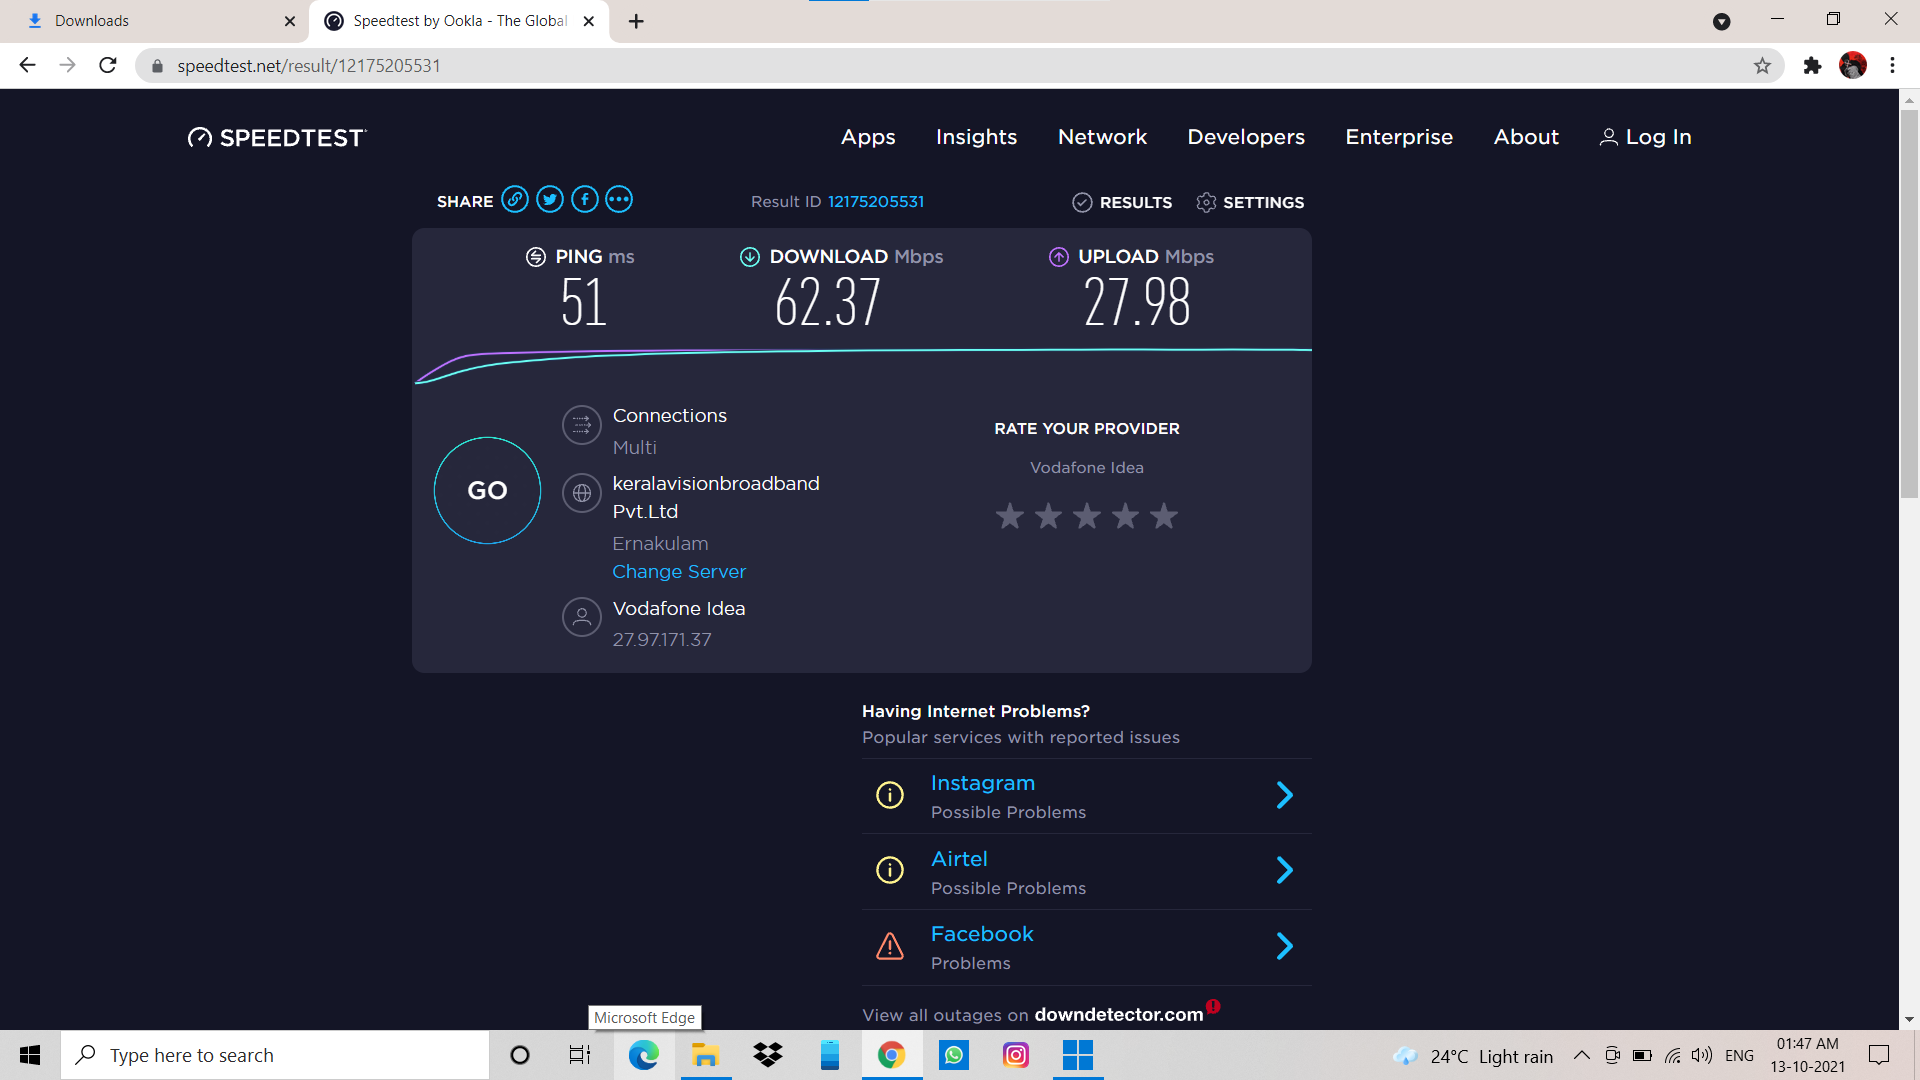 Downloads
Speedtest by Ookla - The Global
speedtest.net/result/12175205531
SPEEDTEST
Apps
Insights
Network
Developers
Enterprise
About
Log In
SHARE
Result ID 12175205531
RESULTS
SETTINGS
PING ms
51
DOWNLOAD Mbps
62.37
UPLOAD Mbps
27.98
GO
Connections
Multi
keralavisionbroadband
Pvt.Ltd
Ernakulam
Change Server
Vodafone Idea
27.97.171.37
RATE YOUR PROVIDER
Vodafone Idea
Having Internet Problems?
Popular services with reported issues
Instagram
Possible Problems
Airtel
Possible Problems
Facebook
Problems
View all outages on downdetector.com
Microsoft Edge
Type here to search
24°C Light rain
ENG
01:47 AM
13-10-2021